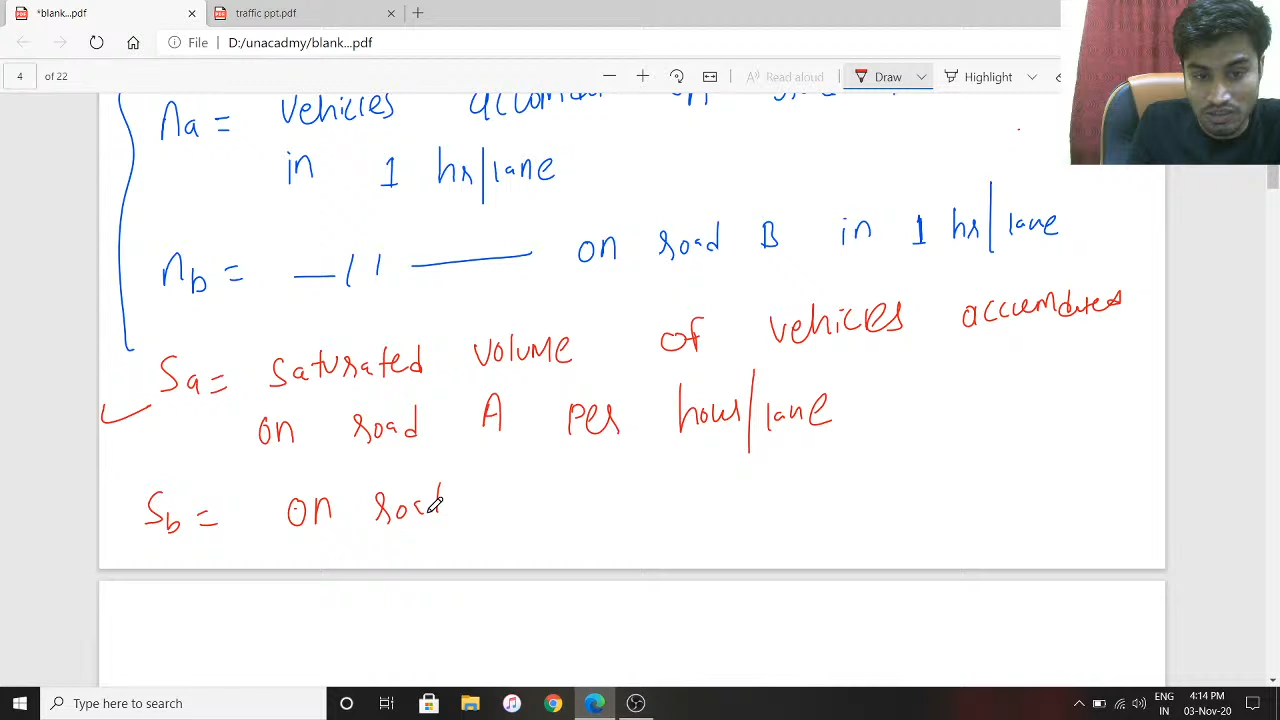 *blank..pdf
traffic ppt.pdf
File D:/unacadmy/blank...pdf
4 of 22
Read aloud
Draw
Highlight
na = vehicles
in 1 hr/lane
nb = —//— on road B in 1 hr/lane
Sa = Saturated volume of vehicles
on road A per hour/lane
Sb = on road
Type here to search
ENG
4:14 PM
IN
03-Nov-20